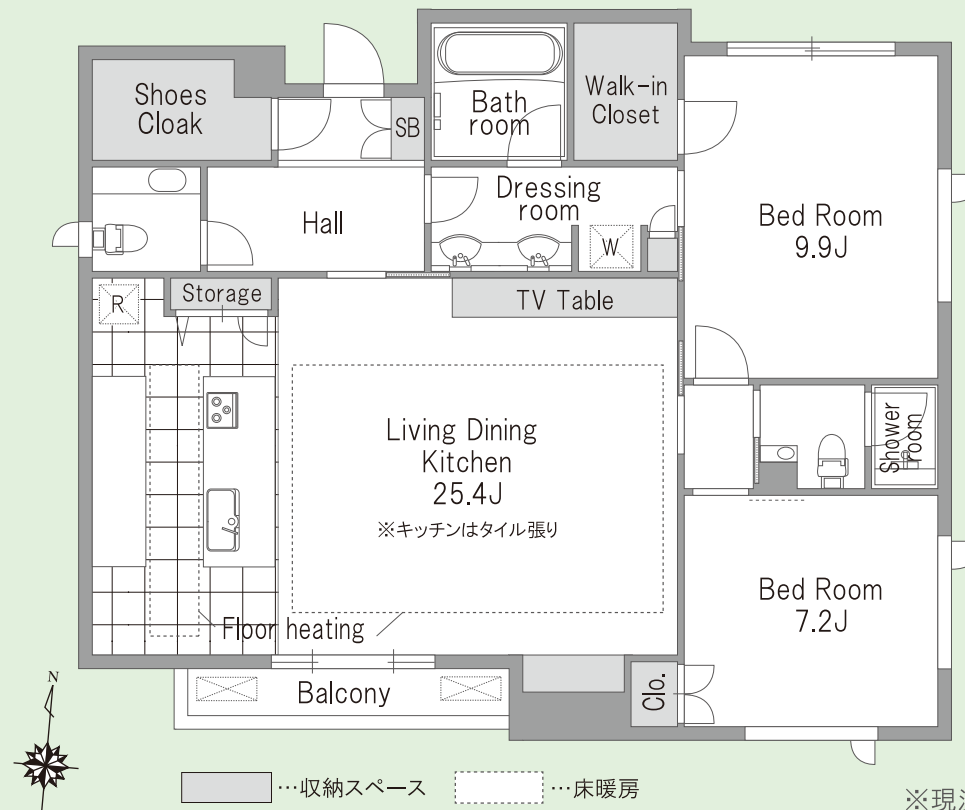 Shoes
Cloak
SB
Bath
room
Walk-in
Closet
Hall
Dressing
room
W
Bed Room
9.9J
R
Storage
TV Table
Living Dining
Kitchen
25.4J
※キッチンはタイル張り
Shower
room
Bed Room
7.2J
Floor heating
Balcony
Clo.
N
…収納スペース
…床暖房
※現